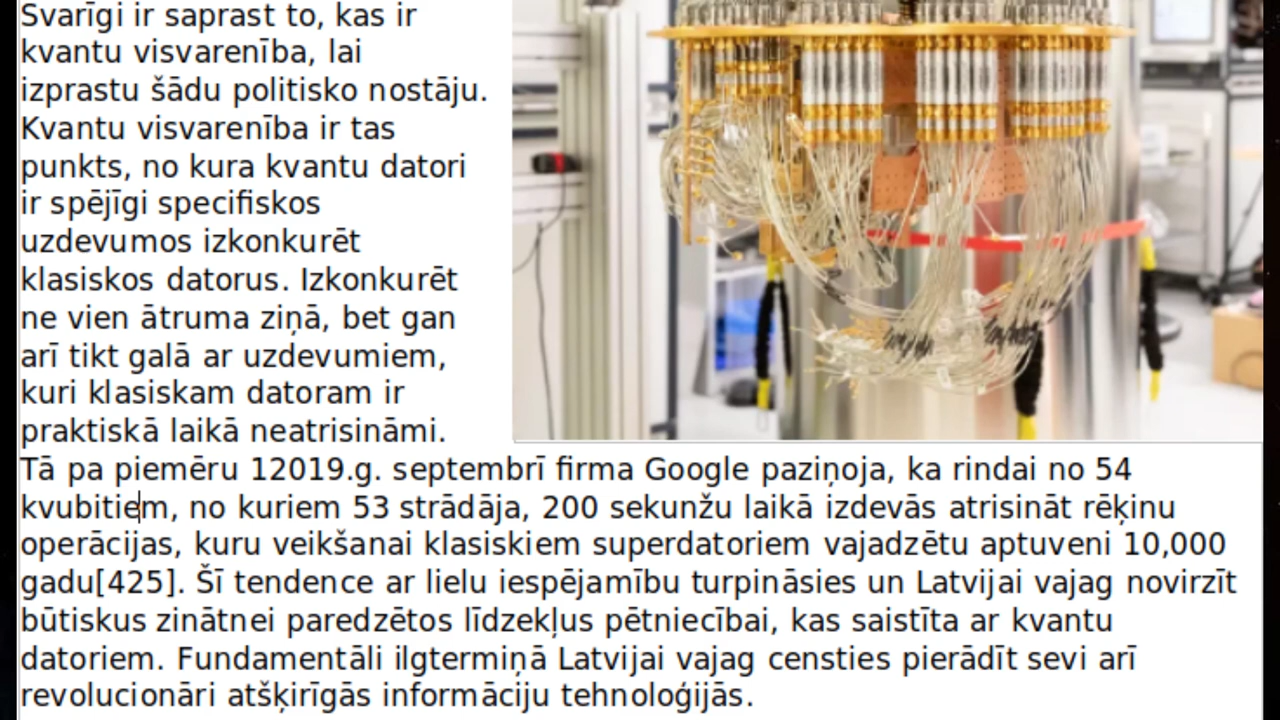 Svarīgi ir saprast to, kas ir
kvantu visvarenība, lai
izprastu šādu politisko nostāju.
Kvantu visvarenība ir tas
punkts, no kura kvantu datori
ir spējīgi specifiskos
uzdevumos izkonkurēt
klasiskos datorus. Izkonkurēt
ne vien ātruma ziņā, bet gan
arī tikt galā ar uzdevumiem,
kuri klasiskam datoram ir
praktiskā laikā neatrisināmi.
Tā pa piemēru 12019.g. septembrī firma Google paziņoja, ka rindai no 54
kvubitiem, no kuriem 53 strādāja, 200 sekunžu laikā izdevās atrisināt rēķinu
operācijas, kuru veikšanai klasiskiem superdatoriem vajadzētu aptuveni 10,000
gadu[425]. Šī tendence ar lielu iespējamību turpināsies un Latvijai vajag novirzīt
būtiskus zinātnei paredzētos līdzekļus pētniecībai, kas saistīta ar kvantu
datoriem. Fundamentāli ilgtermiņā Latvijai vajag censties pierādīt sevi arī
revolucionāri atšķirīgās informāciju tehnoloģijās.